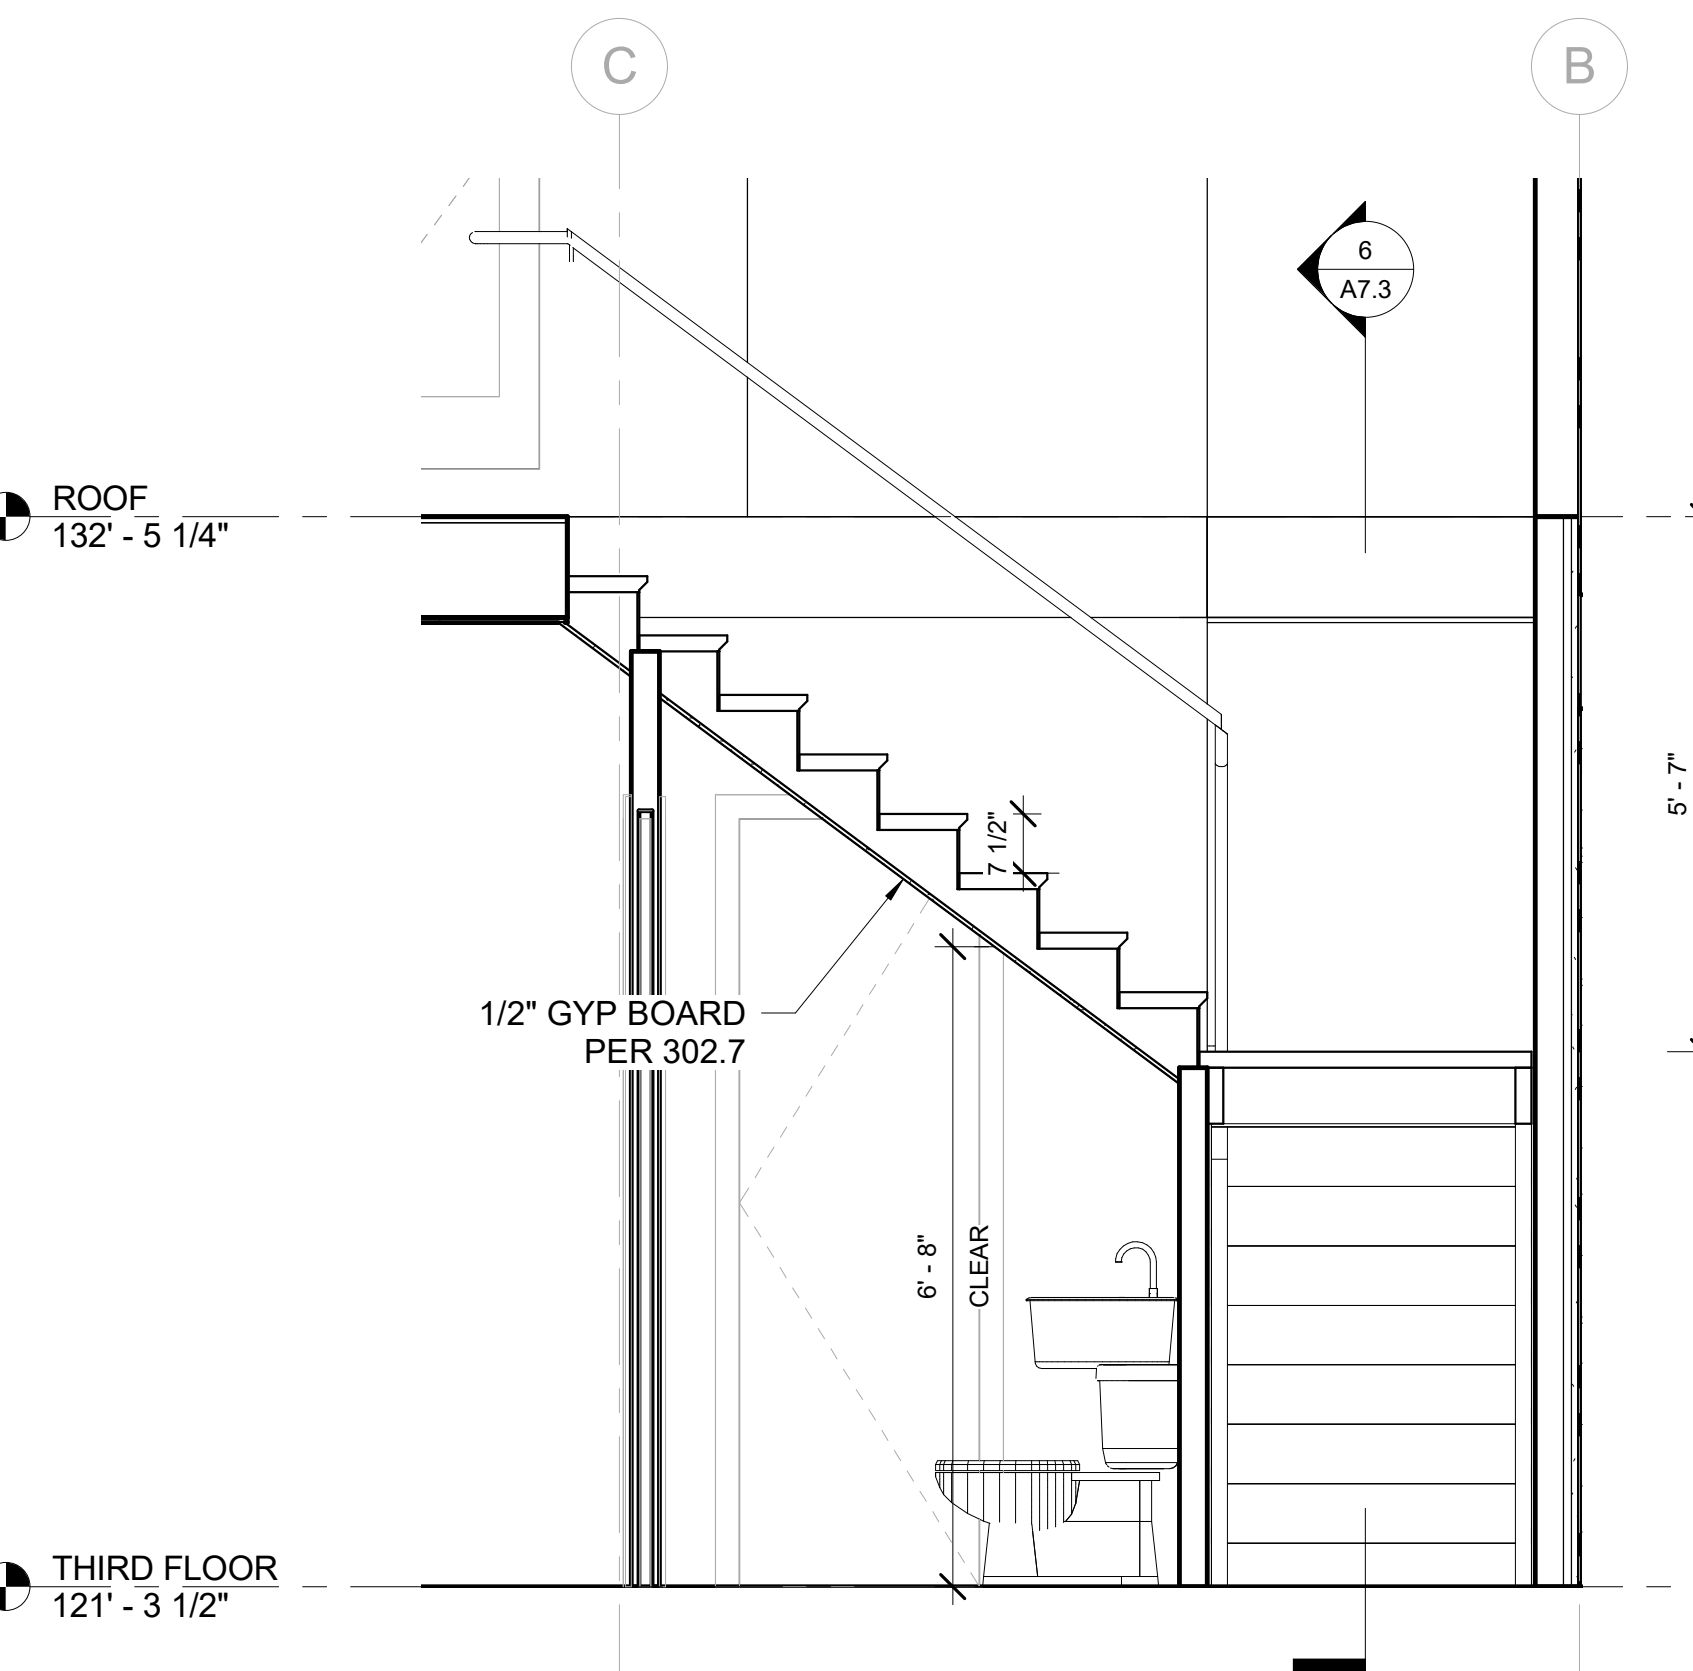 C
B
6
A7.3
ROOF
132' - 5 1/4"
5' - 7"
7 1/2"
1/2" GYP BOARD
PER 302.7
6' - 8"
CLEAR
THIRD FLOOR
121' - 3 1/2"